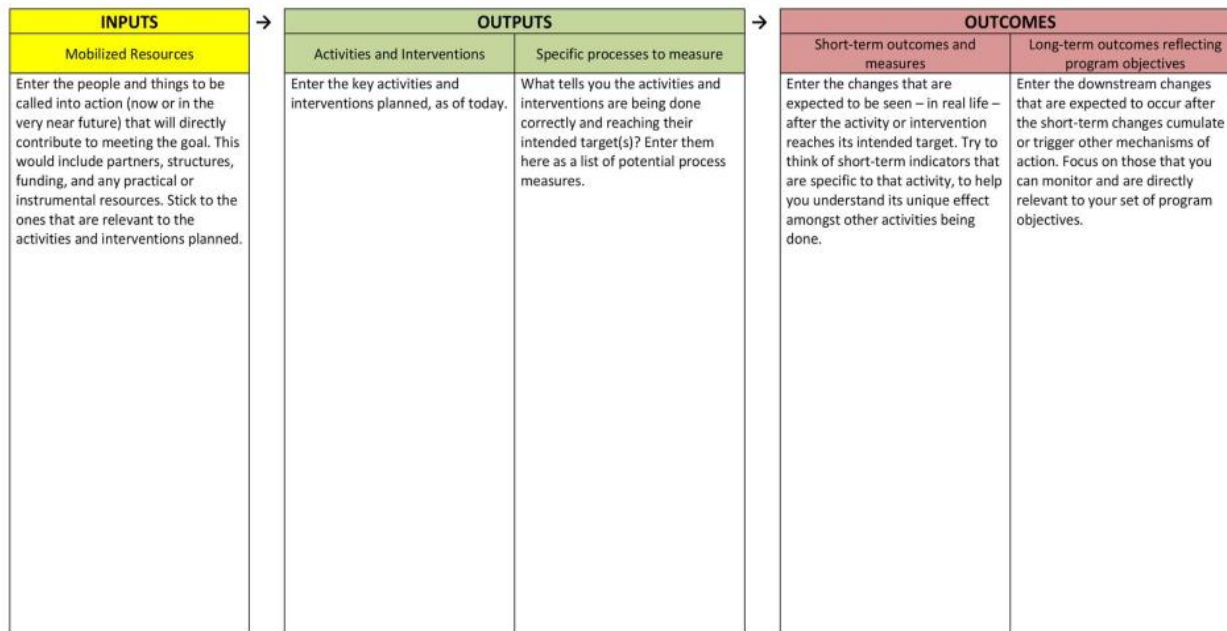 INPUTS
→
OUTPUTS
→
OUTCOMES
Mobilized Resources
Activities and Interventions
Specific processes to measure
Short-term outcomes and
measures
Long-term outcomes reflecting
program objectives
Enter the people and things to be
called into action (now or in the
very near future) that will directly
contribute to meeting the goal. This
would include partners, structures,
funding, and any practical or
instrumental resources. Stick to the
ones that are relevant to the
activities and interventions planned.
Enter the key activities and
interventions planned, as of today.
What tells you the activities and
interventions are being done
correctly and reaching their
intended target(s)? Enter them
here as a list of potential process
measures.
Enter the changes that are
expected to be seen – in real life –
after the activity or intervention
reaches its intended target. Try to
think of short-term indicators that
are specific to that activity, to help
you understand its unique effect
amongst other activities being
done.
Enter the downstream changes
that are expected to occur after
the short-term changes cumulate
or trigger other mechanisms of
action. Focus on those that you
can monitor and are directly
relevant to your set of program
objectives.